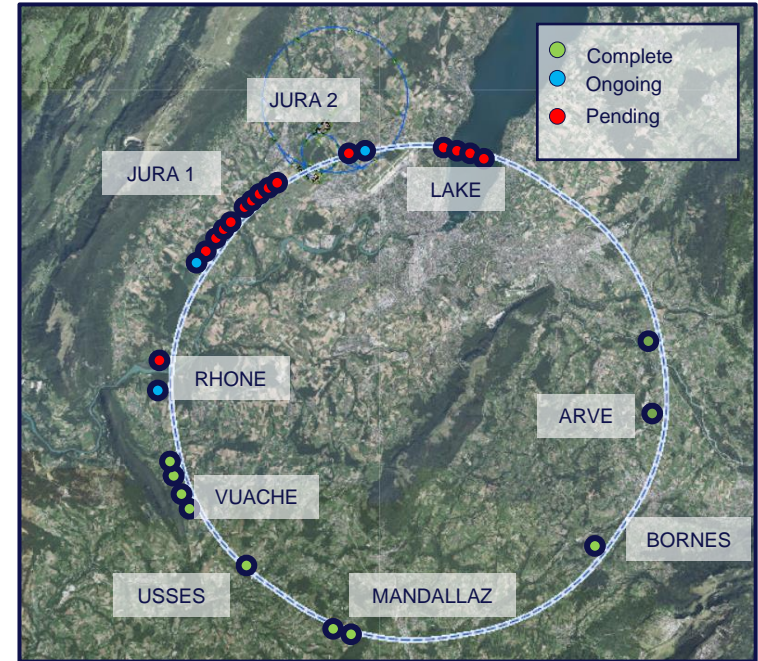 Complete
Ongoing
Pending
JURA 2
JURA 1
LAKE
RHONE
ARVE
VUACHE
BORNES
USSES
MANDALLAZ